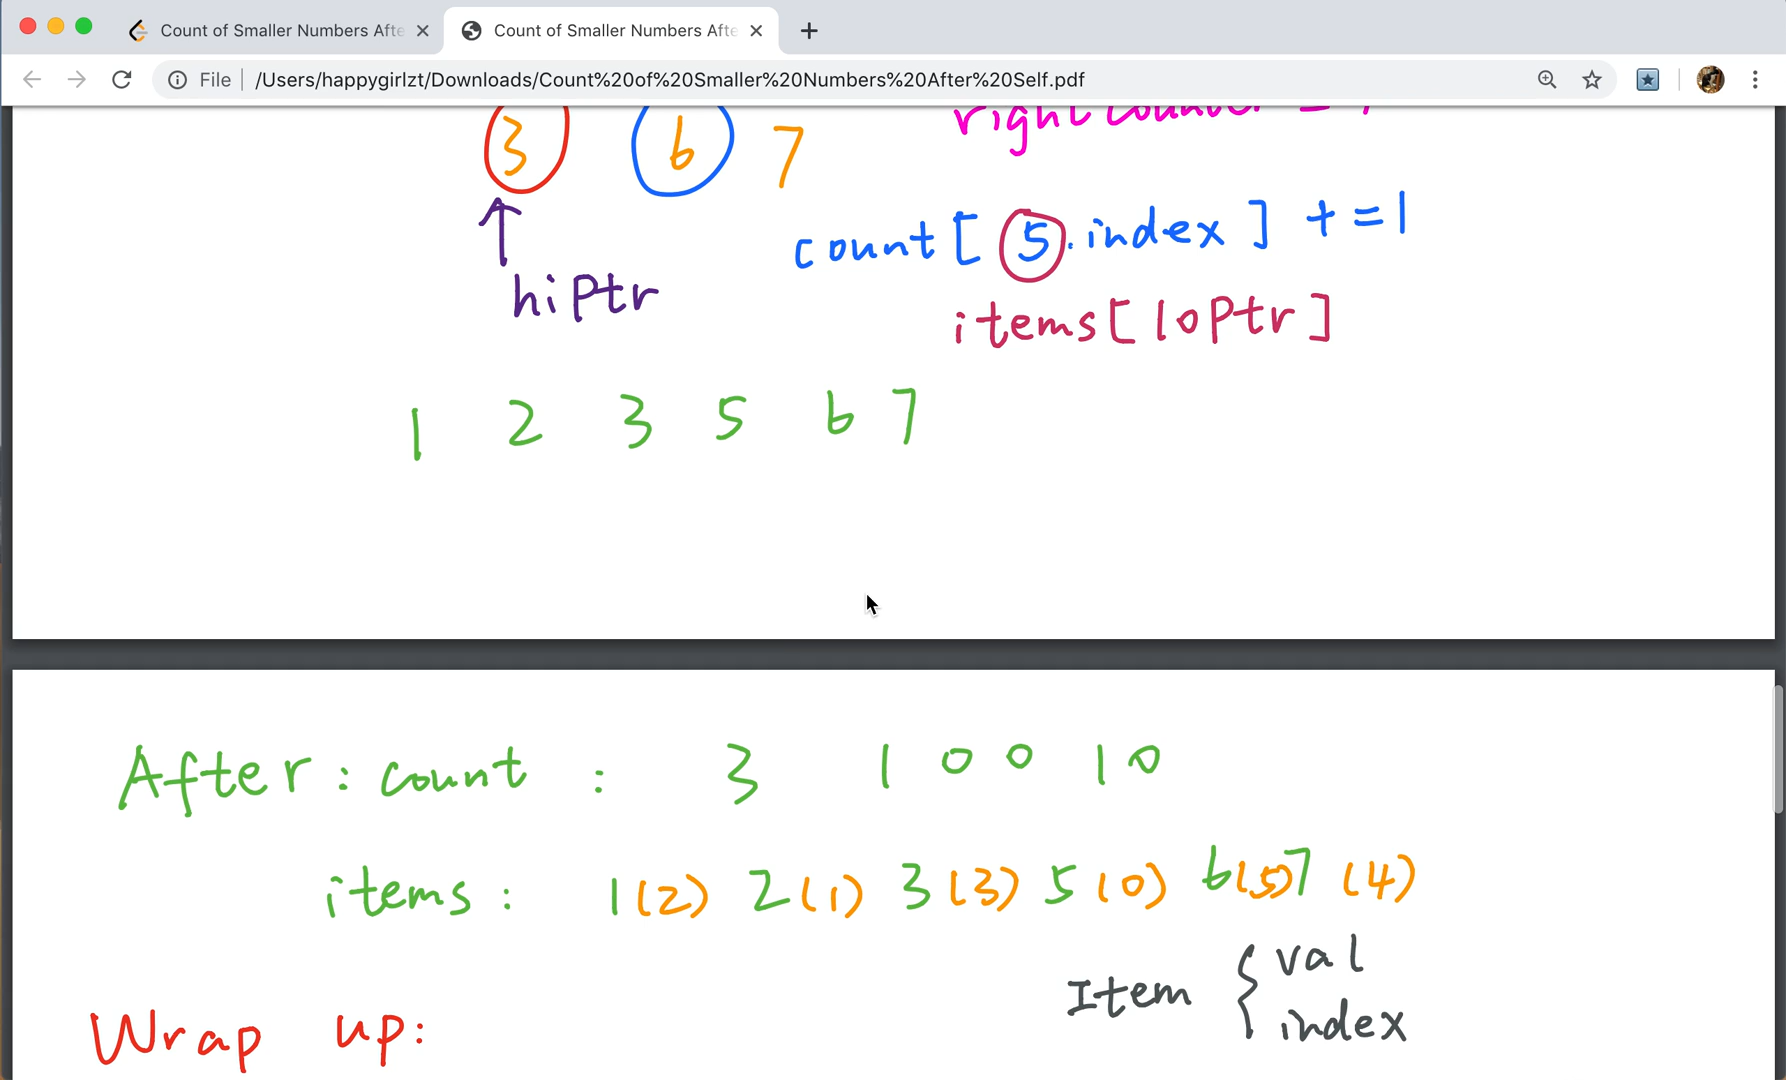 Count of Smaller Numbers Afte
Count of Smaller Numbers Afte
File /Users/happygirlzt/Downloads/Count%20of%20Smaller%20Numbers%20After%20Self.pdf
3 6 7
rightCounter =
count[5.index] +=1
hiPtr
items[loPtr]
1 2 3 5 6 7
After: count : 3 1 0 0 1 0
items: 1(2) 2(1) 3(3) 5(0) 6(5) 7(4)
val
Item {
index
Wrap up: